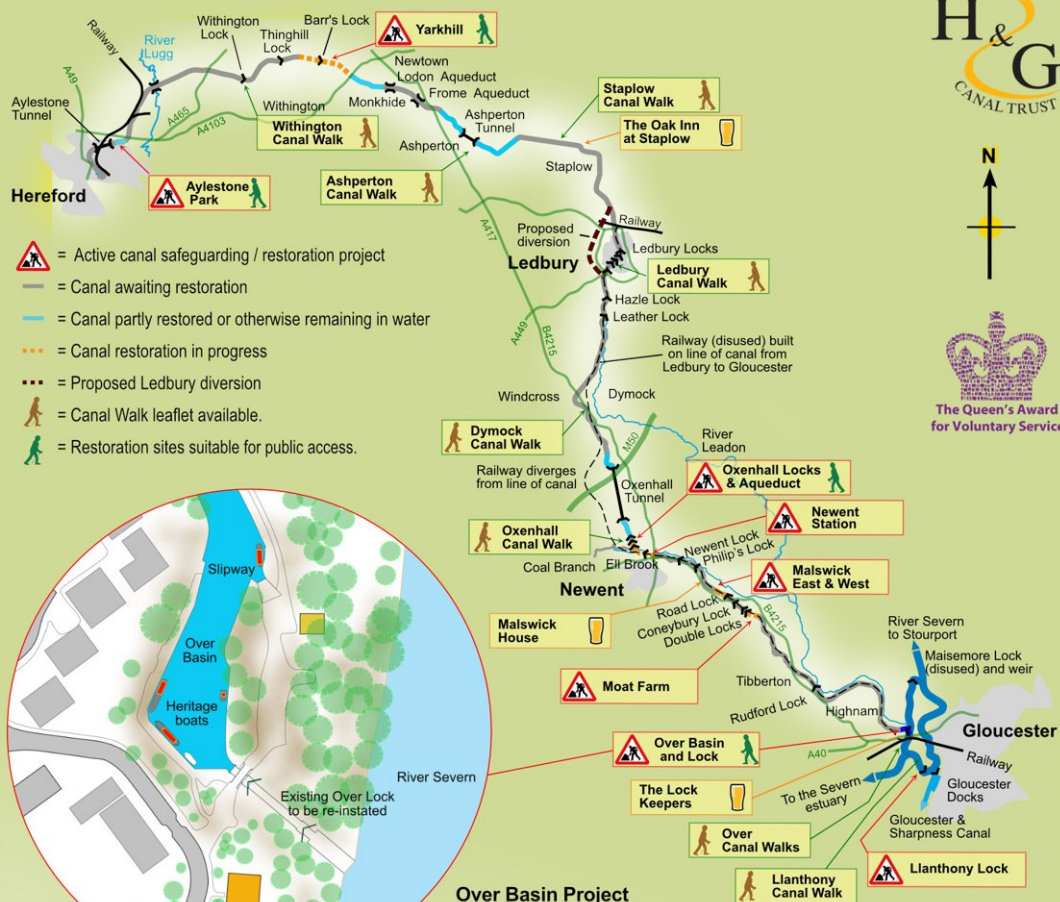 H & G
CANAL TRUST
N
The Queen's Award
for Voluntary Service
Railway
River
Lugg
Withington
Lock
Thinghill
Lock
Barr's Lock
Yarkhill
A49
Aylestone
Tunnel
A465
A4103
Withington
Withington
Canal Walk
Newtown
Lodon Aqueduct
Frome Aqueduct
Monkhide
Ashperton
Tunnel
Ashperton
Staplow
Canal Walk
The Oak Inn
at Staplow
Staplow
Hereford
Aylestone
Park
Ashperton
Canal Walk
A417
Proposed
diversion
Railway
Ledbury
Ledbury Locks
Ledbury
Canal Walk
Hazle Lock
Leather Lock
A449
B4215
Railway (disused) built
on line of canal from
Ledbury to Gloucester
= Active canal safeguarding / restoration project
= Canal awaiting restoration
= Canal partly restored or otherwise remaining in water
= Canal restoration in progress
= Proposed Ledbury diversion
= Canal Walk leaflet available.
= Restoration sites suitable for public access.
Windcross
Dymock
Dymock
Canal Walk
M50
River
Leadon
Railway diverges
from line of canal
Oxenhall
Tunnel
Oxenhall Locks
& Aqueduct
Newent
Station
Oxenhall
Canal Walk
Coal Branch
Ell Brook
Newent Lock
Philip's Lock
Newent
Malswick
East & West
Malswick
House
Road Lock
Coneybury Lock
Double Locks
B4215
Moat Farm
River Severn
to Stourport
Maisemore Lock
(disused) and weir
Tibberton
Rudford Lock
Highnam
Gloucester
Over Basin
and Lock
A40
Railway
The Lock
Keepers
To the Severn
estuary
Gloucester
Docks
Gloucester &
Sharpness Canal
Over
Canal Walks
Llanthony Lock
Llanthony
Canal Walk
Slipway
Over
Basin
Heritage
boats
River Severn
Existing Over Lock
to be re-instated
Over Basin Project